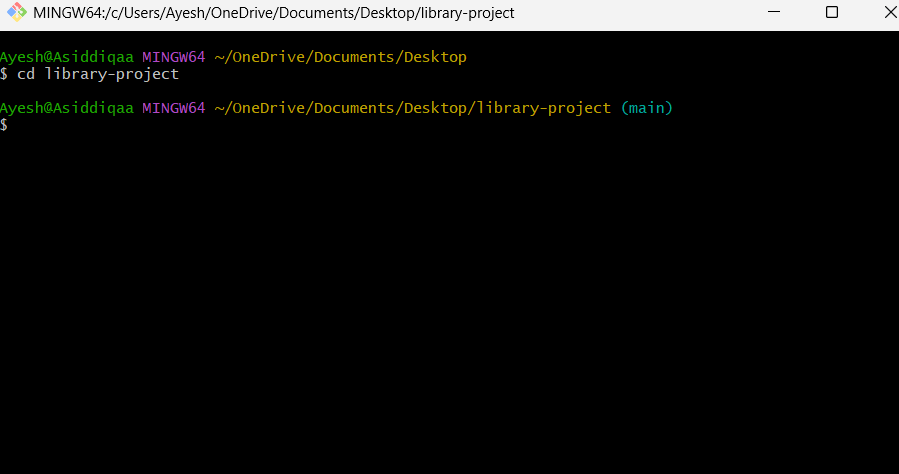 MINGW64:/c/Users/Ayesh/OneDrive/Documents/Desktop/library-project
Ayesh@Asiddiqaa MINGW64 ~/OneDrive/Documents/Desktop
$ cd library-project
Ayesh@Asiddiqaa MINGW64 ~/OneDrive/Documents/Desktop/library-project (main)
$